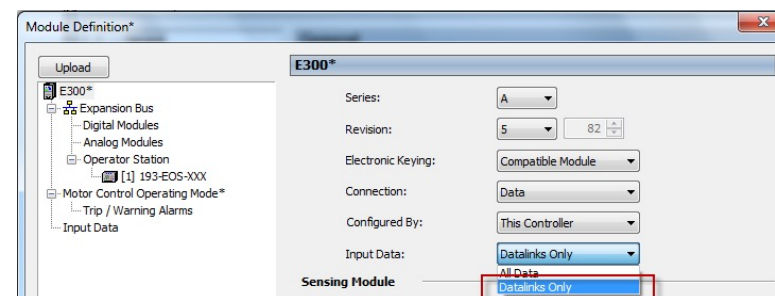 Module Definition*
Upload
E300*
E300*
Expansion Bus
Digital Modules
Analog Modules
Operator Station
[1] 193-EOS-XXX
Motor Control Operating Mode*
Trip / Warning Alarms
Input Data
Series: A
Revision: 5 82
Electronic Keying: Compatible Module
Connection: Data
Configured By: This Controller
Input Data: Datalinks Only
All Data
Datalinks Only
Sensing Module